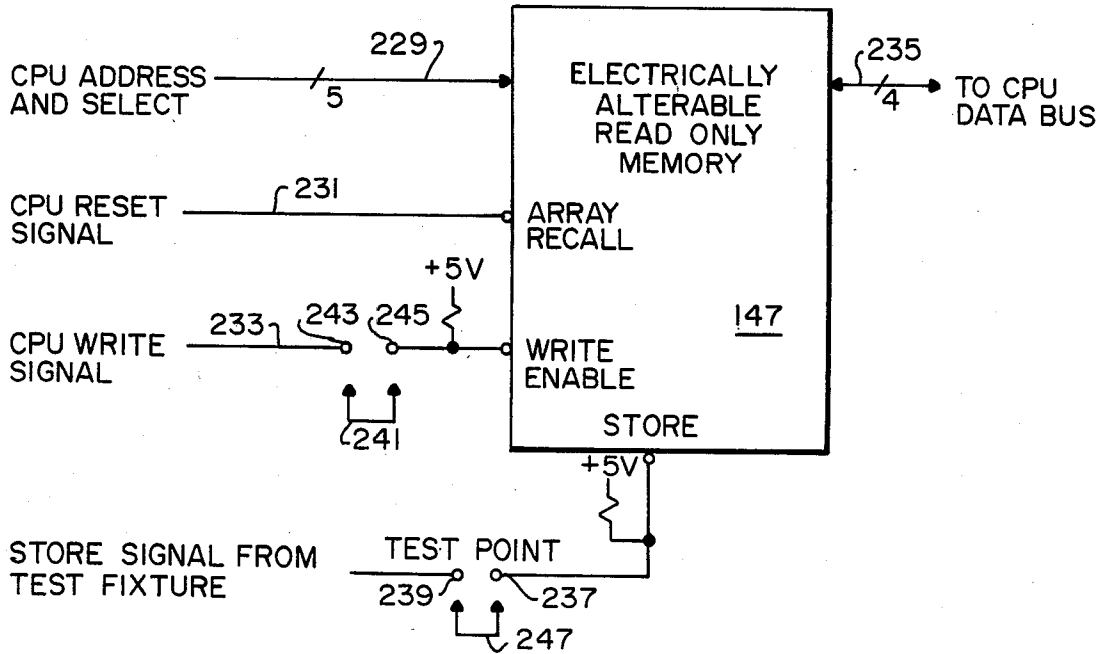 CPU ADDRESS
AND SELECT
5
229
ELECTRICALLY
ALTERABLE
READ ONLY
MEMORY
235
4
TO CPU
DATA BUS
CPU RESET
SIGNAL
231
ARRAY
RECALL
+5V
147
CPU WRITE
SIGNAL
233
243
245
WRITE
ENABLE
241
STORE
+5V
STORE SIGNAL FROM
TEST FIXTURE
TEST POINT
239
237
247